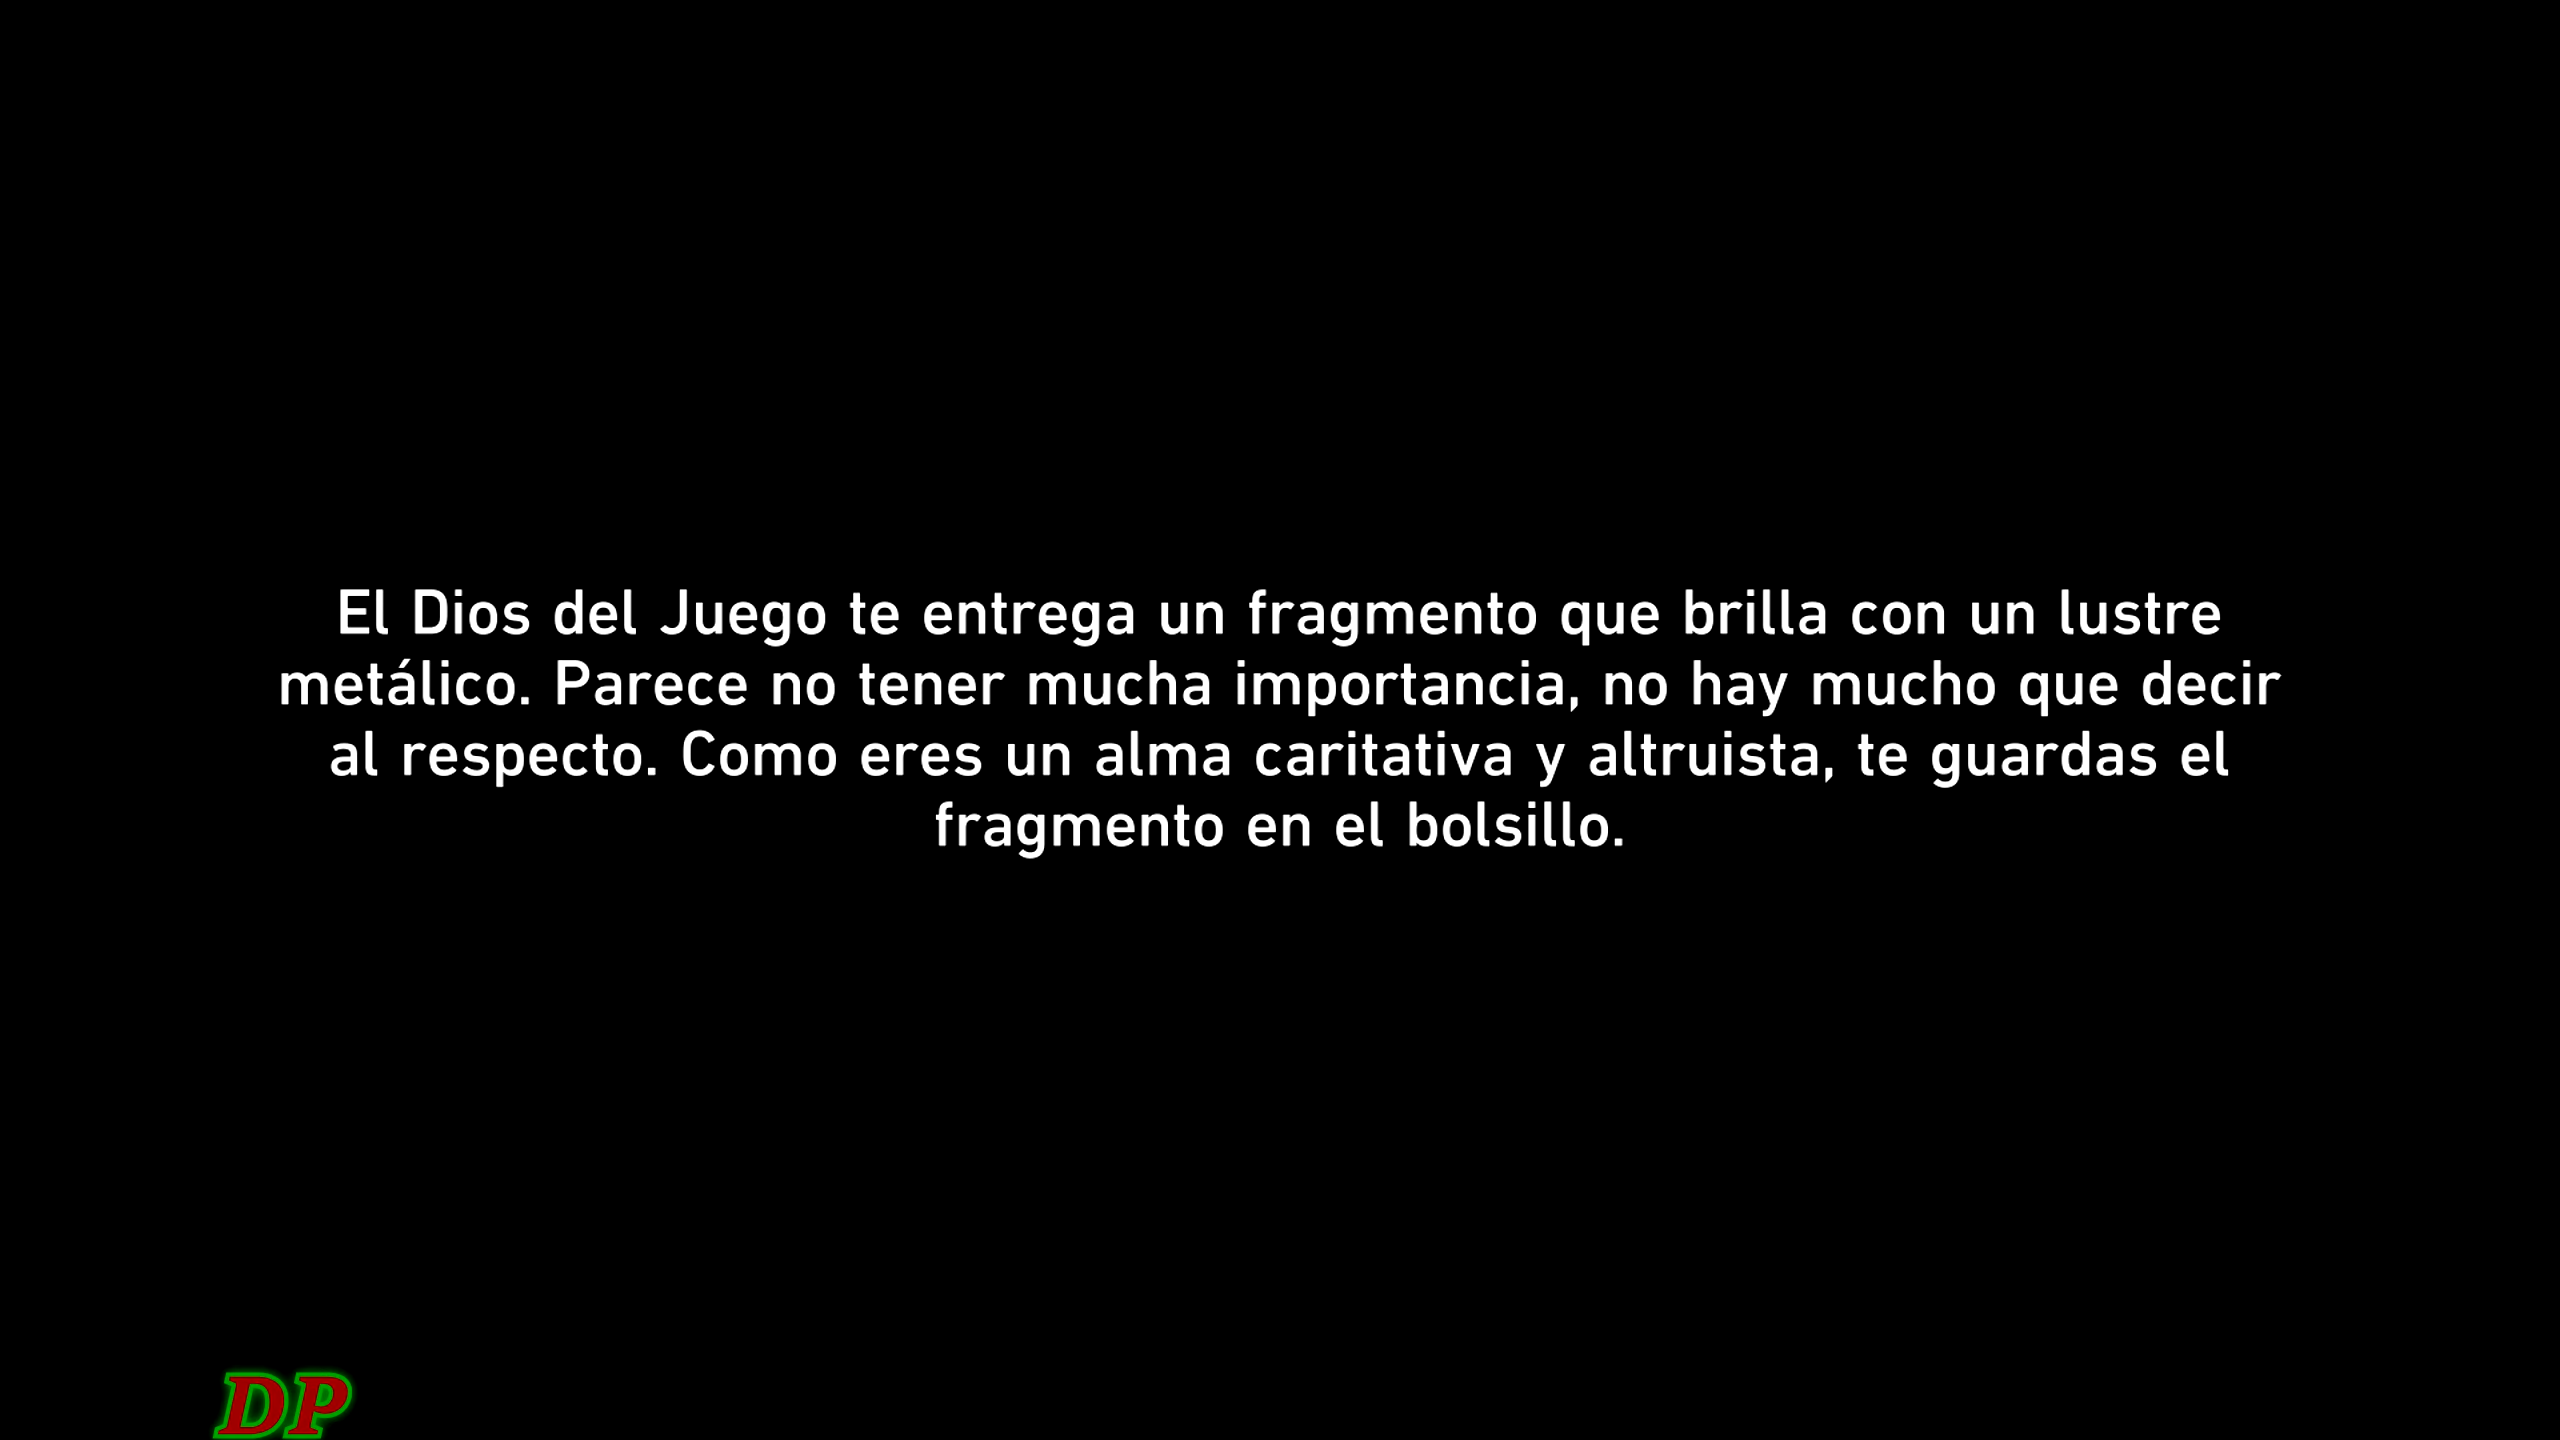 El Dios del Juego te entrega un fragmento que brilla con un lustre
metálico. Parece no tener mucha importancia, no hay mucho que decir
al respecto. Como eres un alma caritativa y altruista, te guardas el
fragmento en el bolsillo.
DP